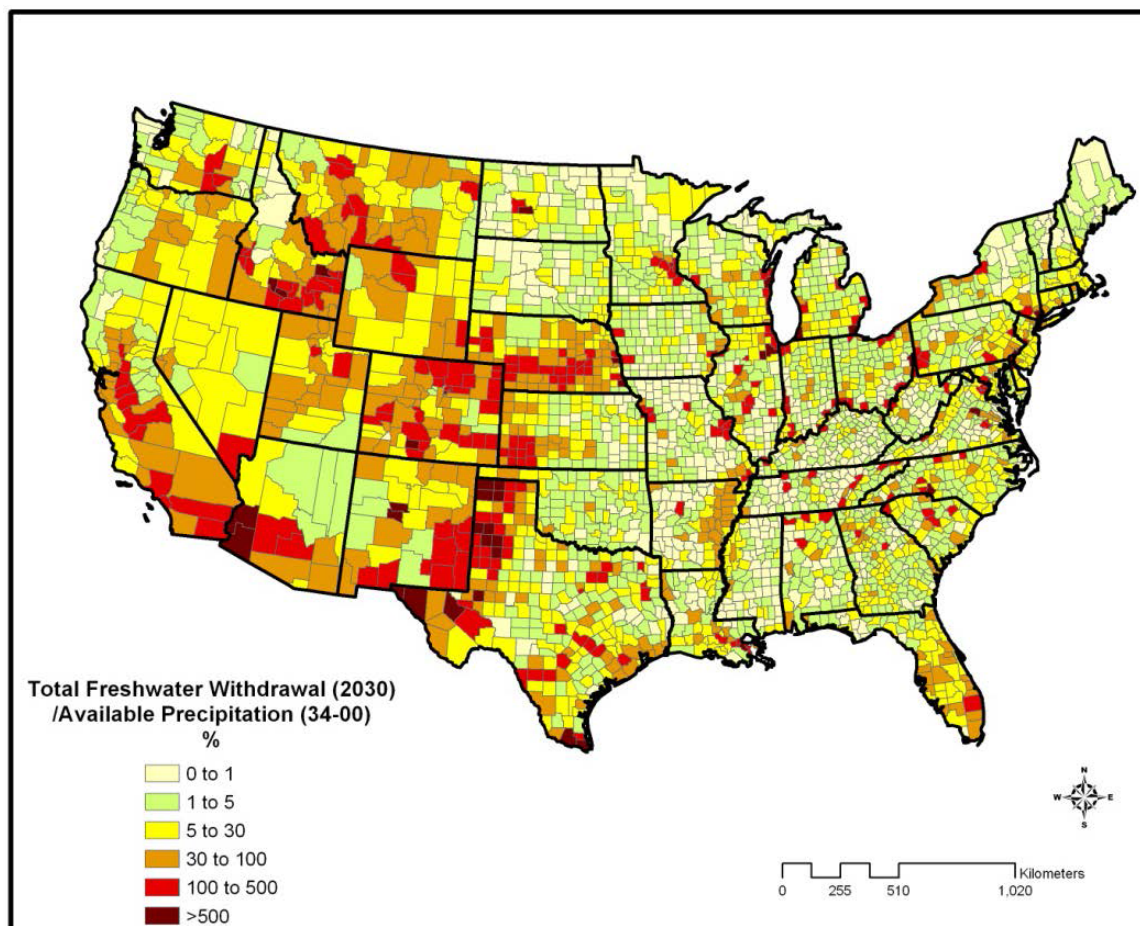 Total Freshwater Withdrawal (2030)
/Available Precipitation (34-00)
%
0 to 1
1 to 5
5 to 30
30 to 100
100 to 500
>500
N
W E
S
Kilometers
0 255 510 1,020